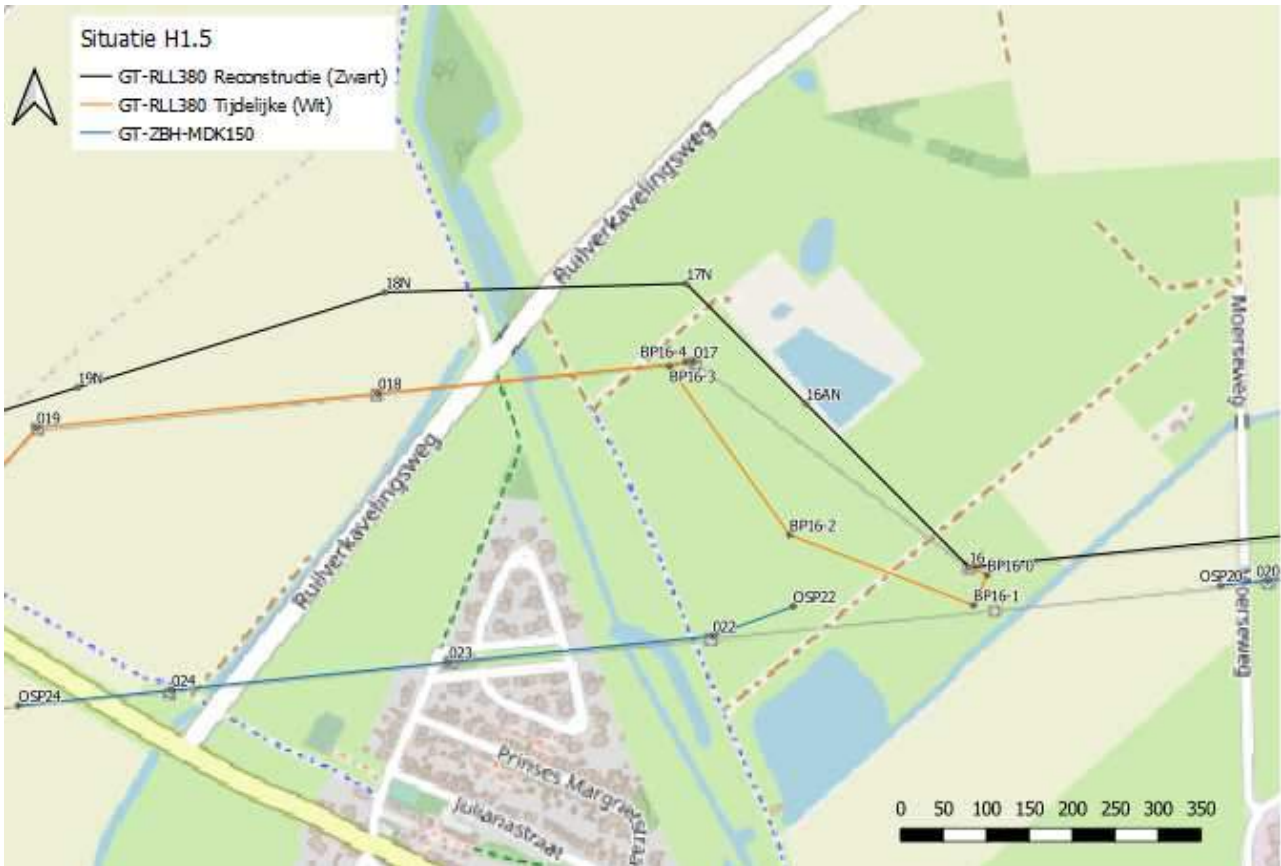 Situatie H1.5
GT-RLL380 Reconstructie (Zwart)
GT-RLL380 Tijdelijke (Wit)
GT-ZBH-MDK150
Ruilverkavelingsweg
18N
17N
19N
BP16-4
017
BP16-3
018
16AN
019
Moerseweg
Ruilverkavelingsweg
BP16-2
16
BP16-0
OSP20
020
BP16-1
OSP22
022
023
024
OSP24
Moerseweg
Prinses Margrietstraat
Julianastraat
0 50 100 150 200 250 300 350